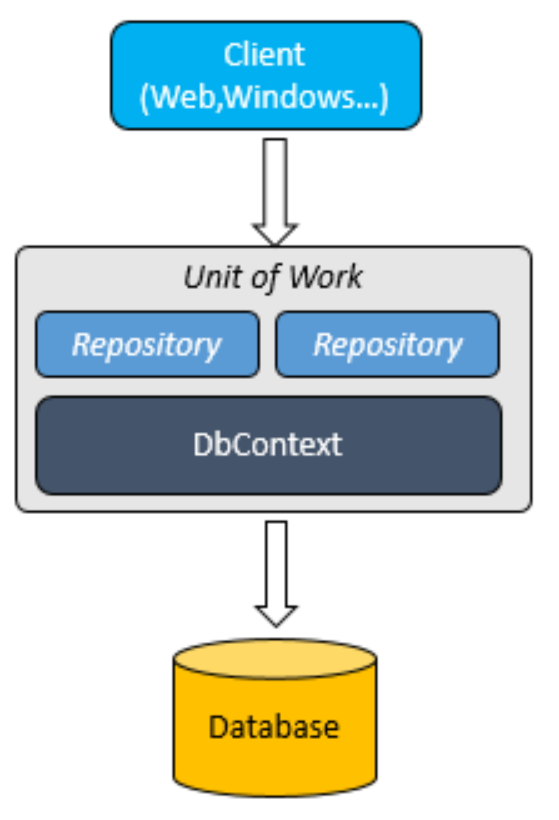 Client
(Web,Windows...)
Unit of Work
Repository Repository
DbContext
Database